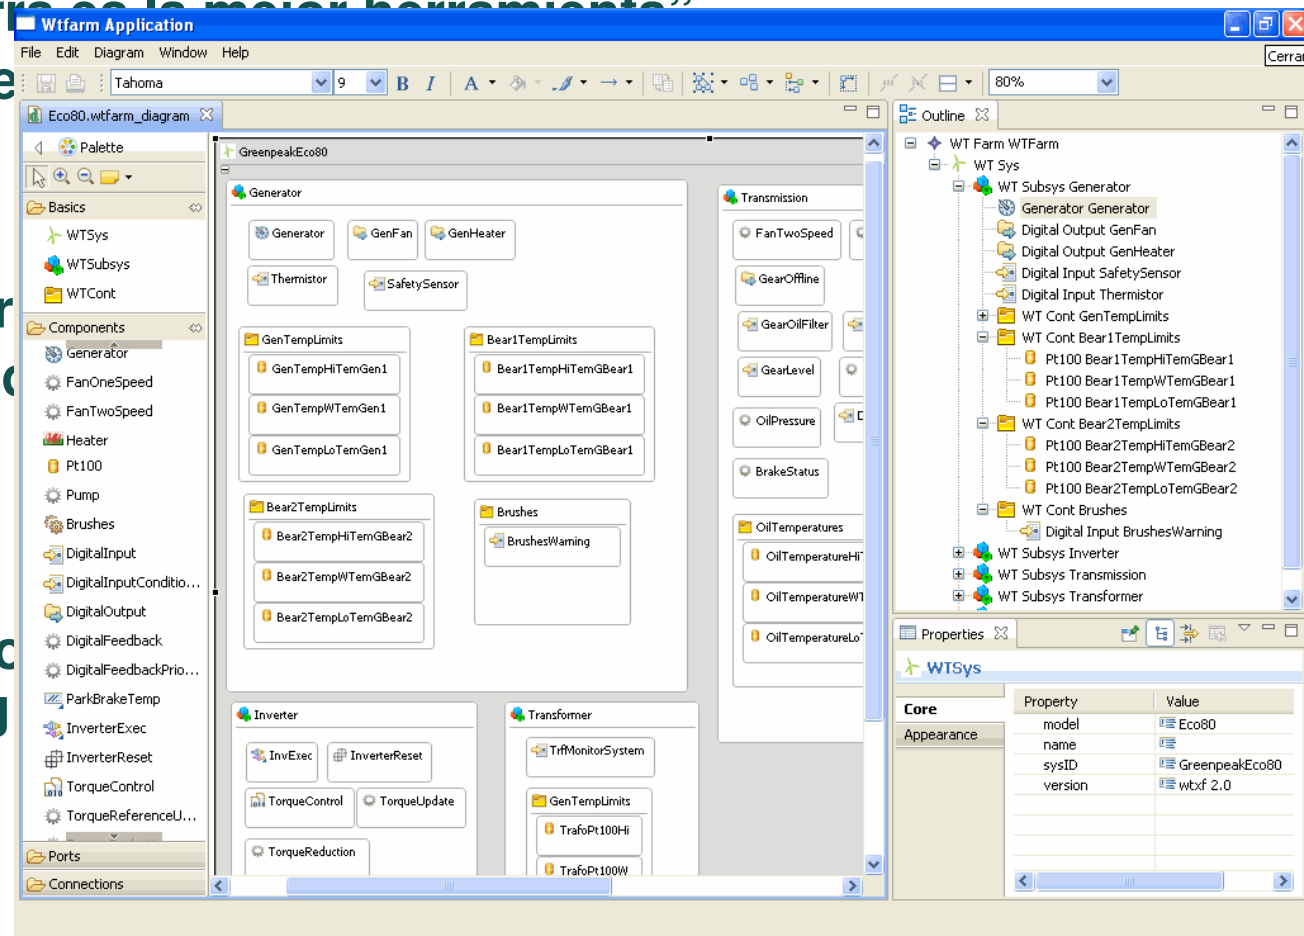 rra es la mejor herramienta”
Wtfarm Application
File Edit Diagram Window Help
Cerrar
Tahoma 9 B I A 80%
Eco80.wtfarm_diagram
Palette
Basics
WTSys
WTSubsys
WTCont
Components
Generator
FanOneSpeed
FanTwoSpeed
Heater
Pt100
Pump
Brushes
DigitalInput
DigitalInputConditio...
DigitalOutput
DigitalFeedback
DigitalFeedbackPrio...
ParkBrakeTemp
InverterExec
InverterReset
TorqueControl
TorqueReferenceU...
Ports
Connections
GreenpeakEco80
Generator
Generator GenFan GenHeater
Thermistor SafetySensor
GenTempLimits
GenTempHiTemGen1
GenTempWTemGen1
GenTempLoTemGen1
Bear1TempLimits
Bear1TempHiTemGBear1
Bear1TempWTemGBear1
Bear1TempLoTemGBear1
Bear2TempLimits
Bear2TempHiTemGBear2
Bear2TempWTemGBear2
Bear2TempLoTemGBear2
Brushes
BrushesWarning
Transmission
FanTwoSpeed
GearOffline
GearOilFilter
GearLevel
OilPressure
BrakeStatus
OilTemperatures
OilTemperatureHiT
OilTemperatureWT
OilTemperatureLoT
Inverter
InvExec InverterReset
TorqueControl TorqueUpdate
TorqueReduction
Transformer
TrfMonitorSystem
GenTempLimits
TrafoPt100Hi
TrafoPt100W
Outline
WT Farm WTFarm
WT Sys
WT Subsys Generator
Generator Generator
Digital Output GenFan
Digital Output GenHeater
Digital Input SafetySensor
Digital Input Thermistor
WT Cont GenTempLimits
WT Cont Bear1TempLimits
Pt100 Bear1TempHiTemGBear1
Pt100 Bear1TempWTemGBear1
Pt100 Bear1TempLoTemGBear1
WT Cont Bear2TempLimits
Pt100 Bear2TempHiTemGBear2
Pt100 Bear2TempWTemGBear2
Pt100 Bear2TempLoTemGBear2
WT Cont Brushes
Digital Input BrushesWarning
WT Subsys Inverter
WT Subsys Transmission
WT Subsys Transformer
Properties
WTSys
Core
Appearance
Property Value
model Eco80
name
sysID GreenpeakEco80
version wtxf 2.0